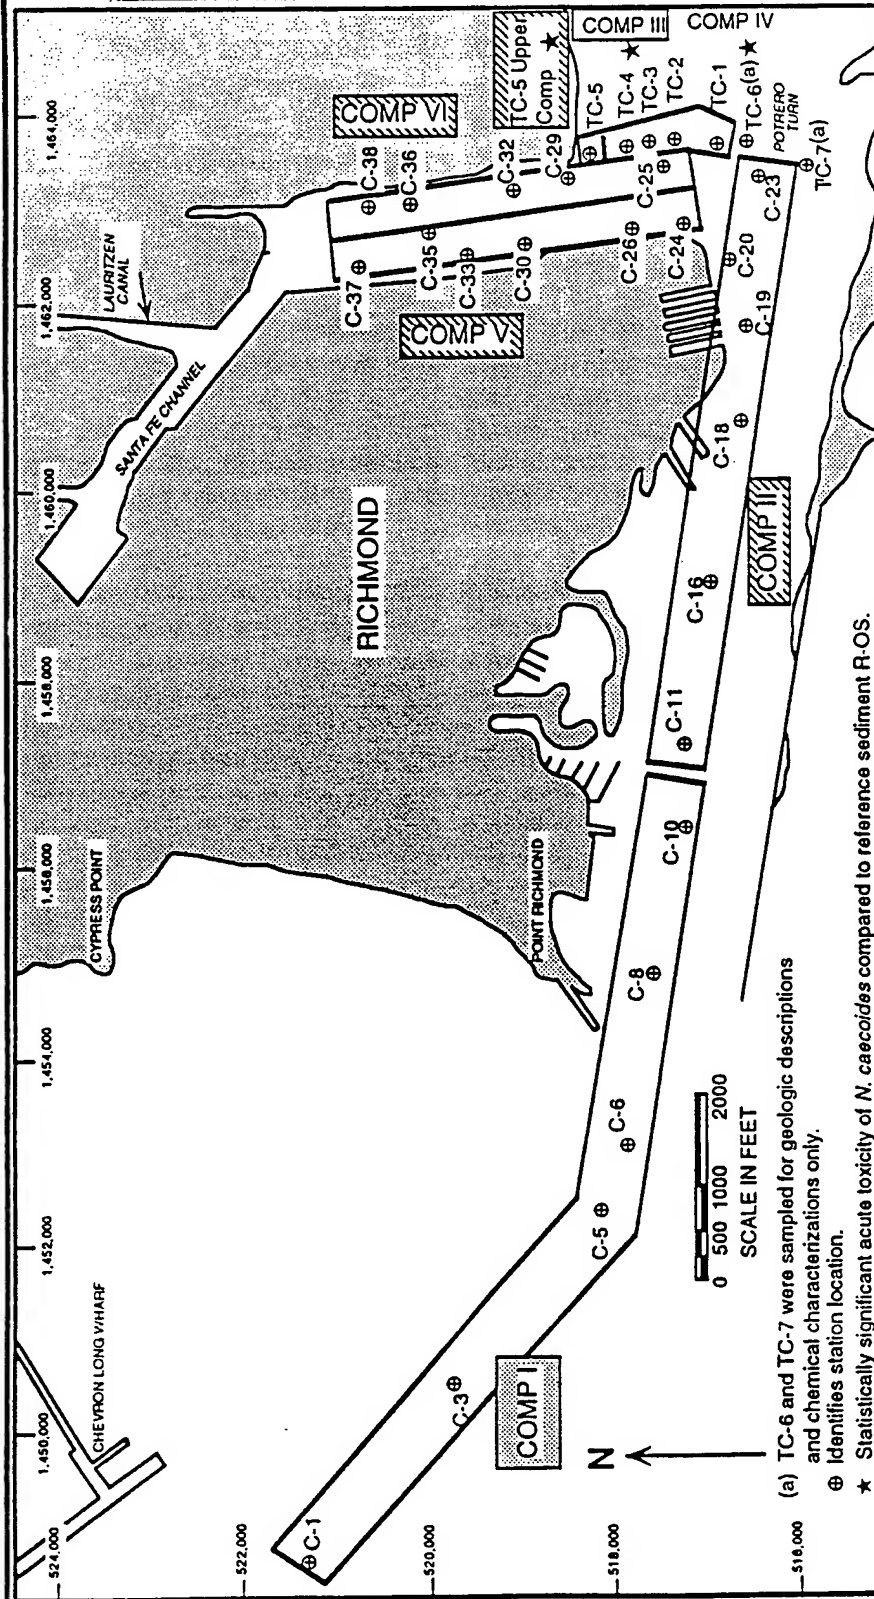 1,450,000
1,452,000
1,454,000
1,458,000
1,458,000
1,460,000
1,462,000
1,464,000
524,000
522,000
520,000
518,000
516,000
CHEVRON LONG WHARF
CYPRESS POINT
POINT RICHMOND
RICHMOND
SANTA FE CHANNEL
LAURITZEN
CANAL
COMP VI
COMP V
TC-5 Upper
Comp ★
COMP III
COMP IV
★
★
C-38
C-36
C-32
C-29
C-37
C-35
C-33
C-30
C-26
C-25
C-24
TC-5
TC-4
TC-3
TC-2
TC-1
TC-6(a)
POTRERO
TURN
TC-7(a)
C-23
C-20
C-19
C-18
C-16
C-11
COMP II
C-10
C-8
C-6
C-5
C-3
C-1
COMP I
N
0 500 1000 2000
SCALE IN FEET
(a) TC-6 and TC-7 were sampled for geologic descriptions
and chemical characterizations only.
⊕ Identifies station location.
★ Statistically significant acute toxicity of N. caecoides compared to reference sediment R-OS.